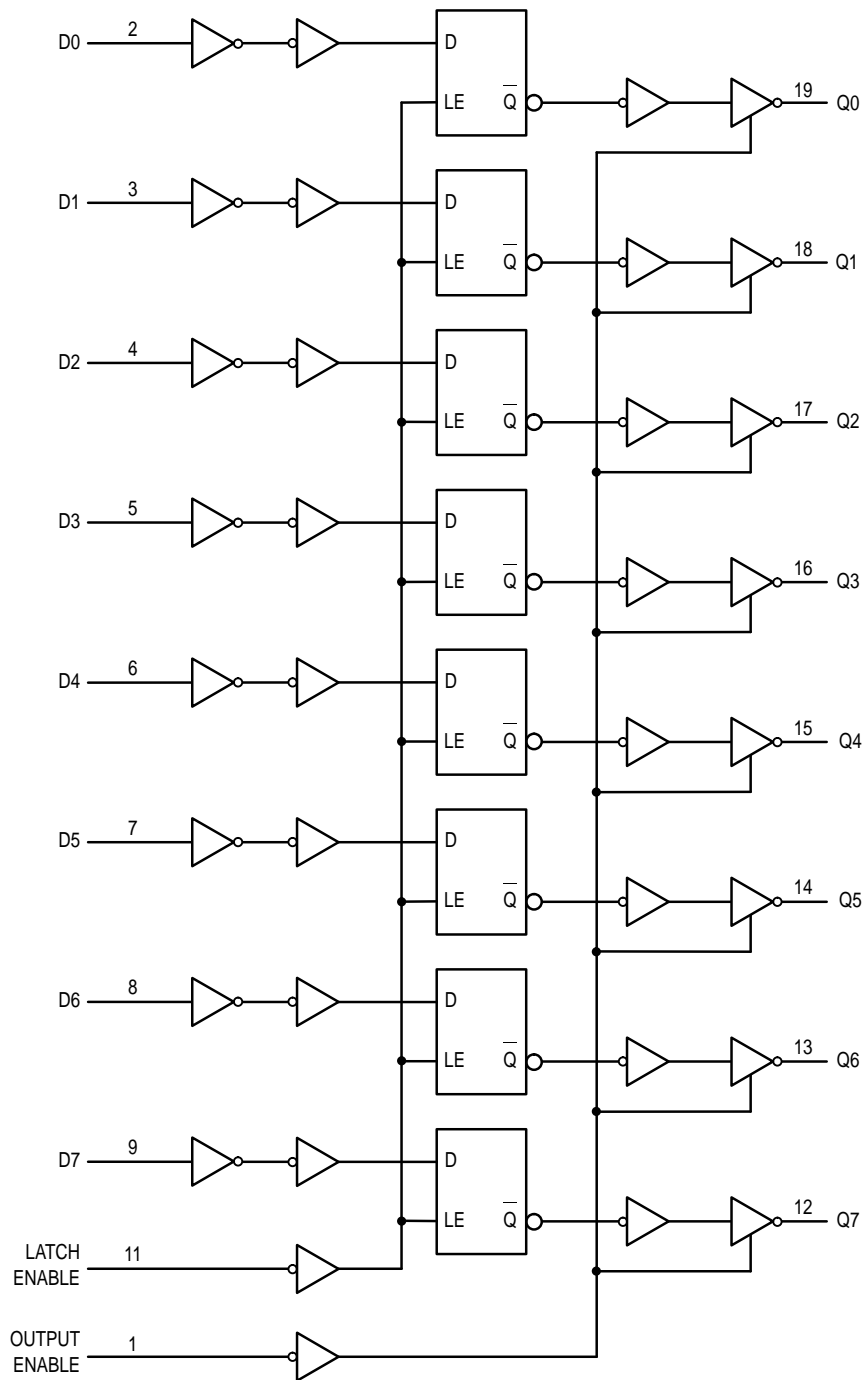 D0 2 D LE Q̅ 19 Q0
D1 3 D LE Q̅ 18 Q1
D2 4 D LE Q̅ 17 Q2
D3 5 D LE Q̅ 16 Q3
D4 6 D LE Q̅ 15 Q4
D5 7 D LE Q̅ 14 Q5
D6 8 D LE Q̅ 13 Q6
D7 9 D LE Q̅ 12 Q7
LATCH
ENABLE 11
OUTPUT
ENABLE 1